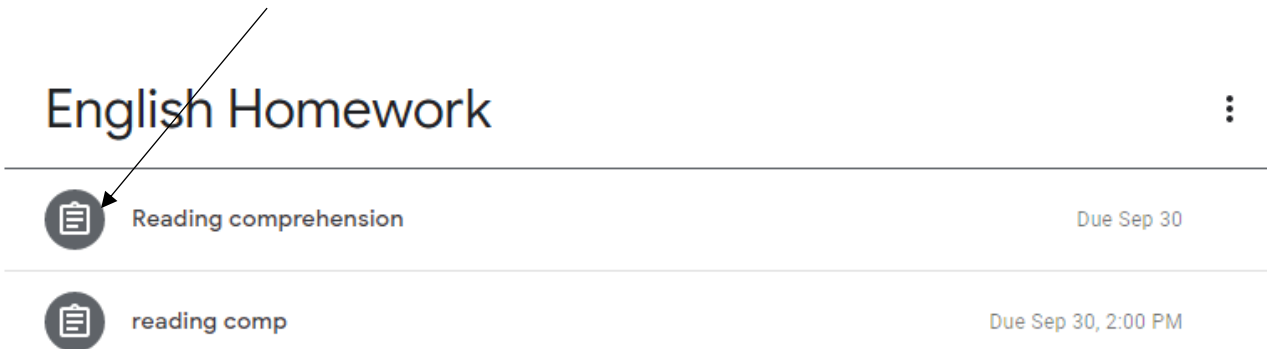 English Homework
Reading comprehension Due Sep 30
reading comp Due Sep 30, 2:00 PM